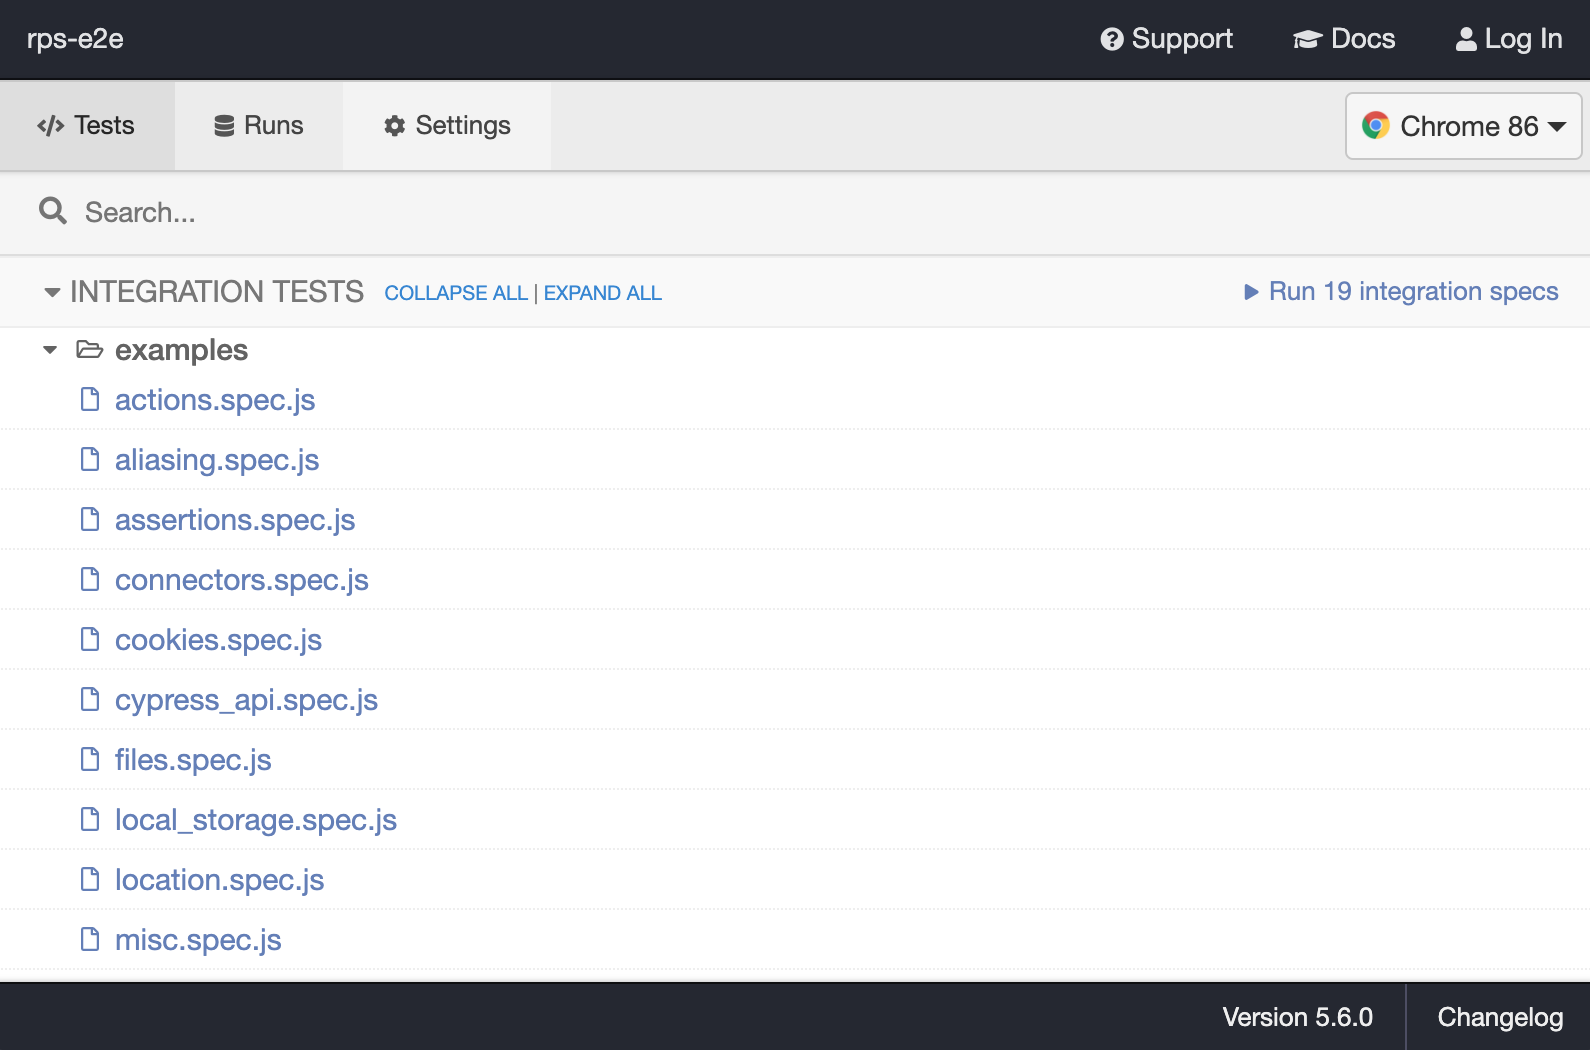 rps-e2e
Support
Docs
Log In
Tests
Runs
Settings
Chrome 86
Search...
INTEGRATION TESTS
COLLAPSE ALL | EXPAND ALL
Run 19 integration specs
examples
actions.spec.js
aliasing.spec.js
assertions.spec.js
connectors.spec.js
cookies.spec.js
cypress_api.spec.js
files.spec.js
local_storage.spec.js
location.spec.js
misc.spec.js
Version 5.6.0
Changelog